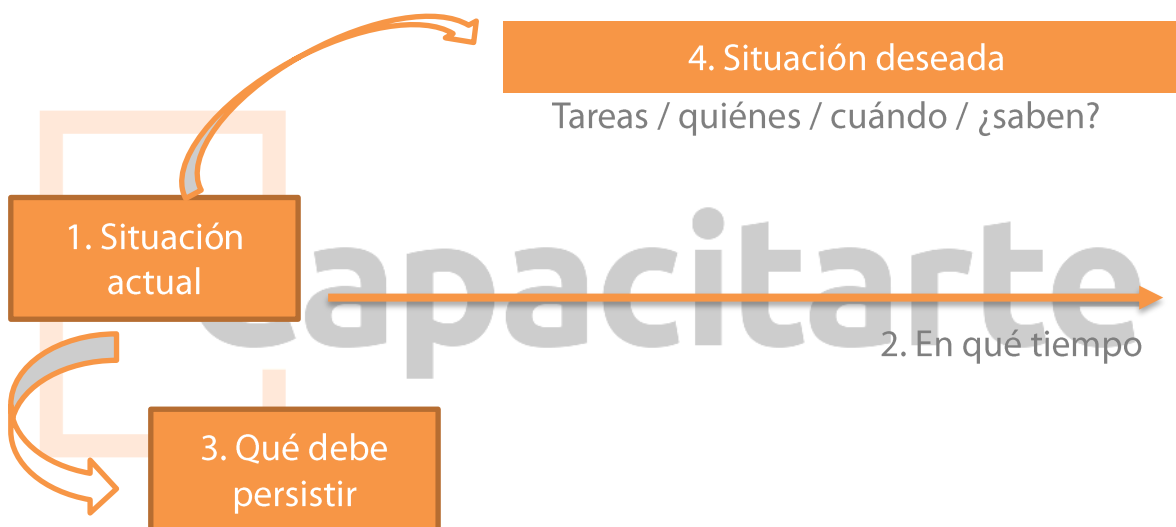 4. Situación deseada
Tareas / quiénes / cuándo / ¿saben?
1. Situación
actual
Capacitarte
2. En qué tiempo
3. Qué debe
persistir